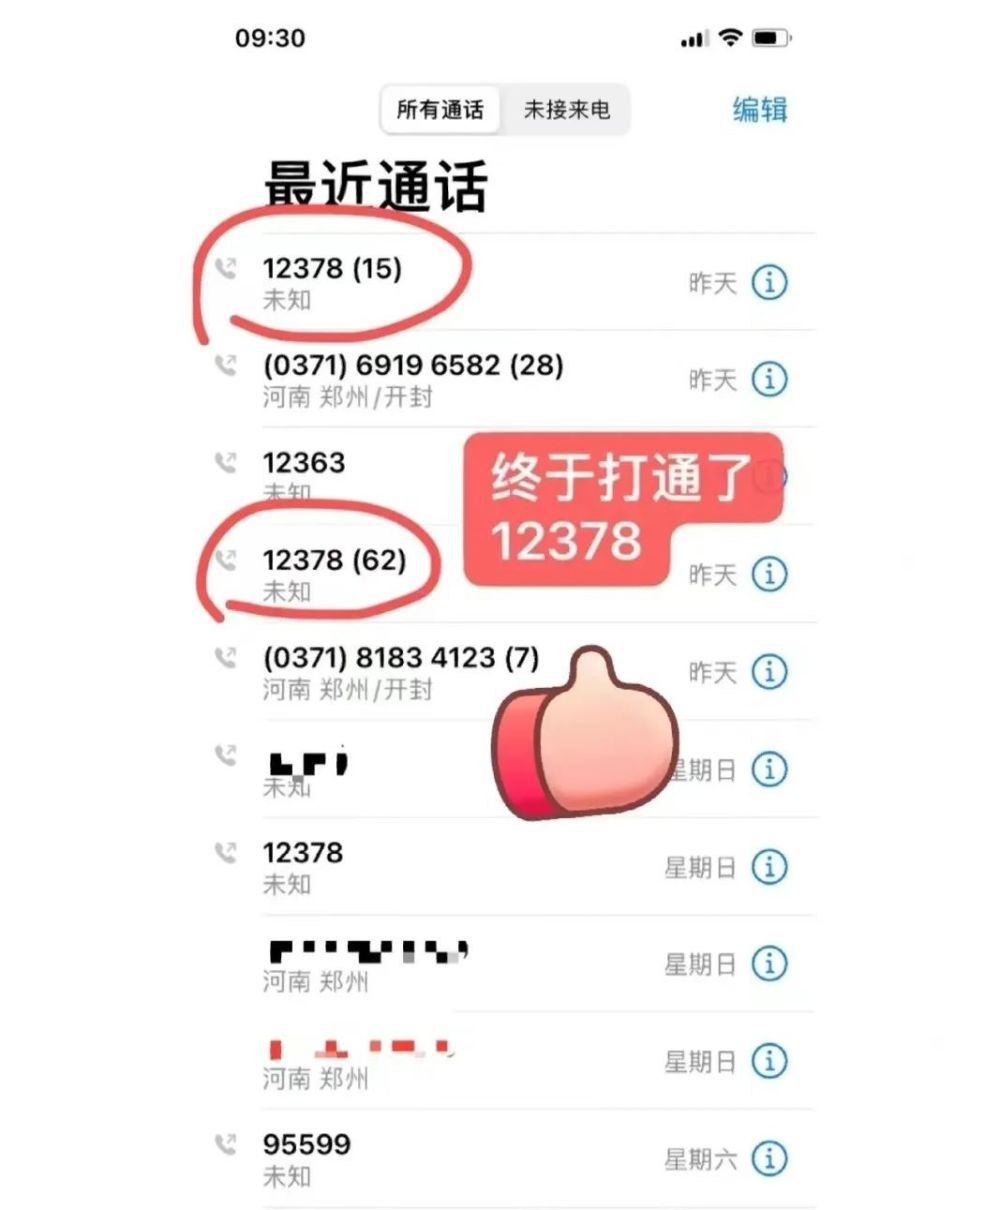 09:30
所有通话 未接来电 编辑
最近通话
12378 (15)
未知
昨天
(0371) 6919 6582 (28)
河南 郑州/开封
昨天
12363
未知
终于打通了
12378
12378 (62)
未知
昨天
(0371) 8183 4123 (7)
河南 郑州/开封
昨天
未知
星期日
12378
未知
星期日
河南 郑州
星期日
河南 郑州
星期日
95599
未知
星期六